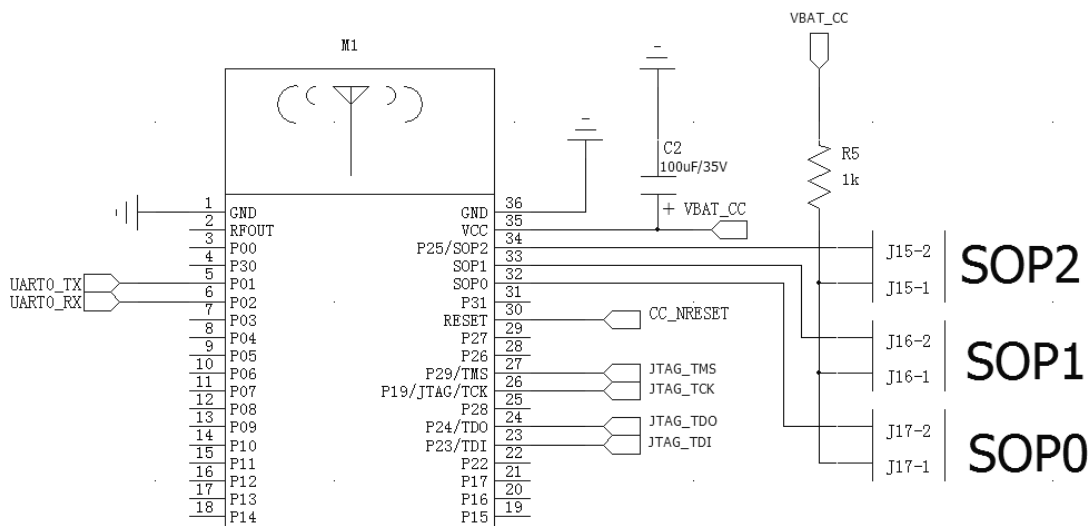 VBAT_CC
M1
C2
100uF/35V
R5
1k
+ VBAT_CC
1 GND
2 RFOUT
3 P00
4 P30
UART0_TX 5 P01
UART0_RX 6 P02
7 P03
8 P04
9 P05
10 P06
11 P07
12 P08
13 P09
14 P10
15 P11
16 P12
17 P13
18 P14
GND 36
VCC 35
P25/SOP2 34
SOP1 33
SOP0 32
P31 31
RESET 30 CC_NRESET
P27 29
P26 28
P29/TMS 27 JTAG_TMS
P19/JTAG/TCK 26 JTAG_TCK
P28 25
P24/TDO 24 JTAG_TDO
P23/TDI 23 JTAG_TDI
P22 22
P17 21
P16 20
P15 19
J15-2
J15-1
SOP2
J16-2
J16-1
SOP1
J17-2
J17-1
SOP0